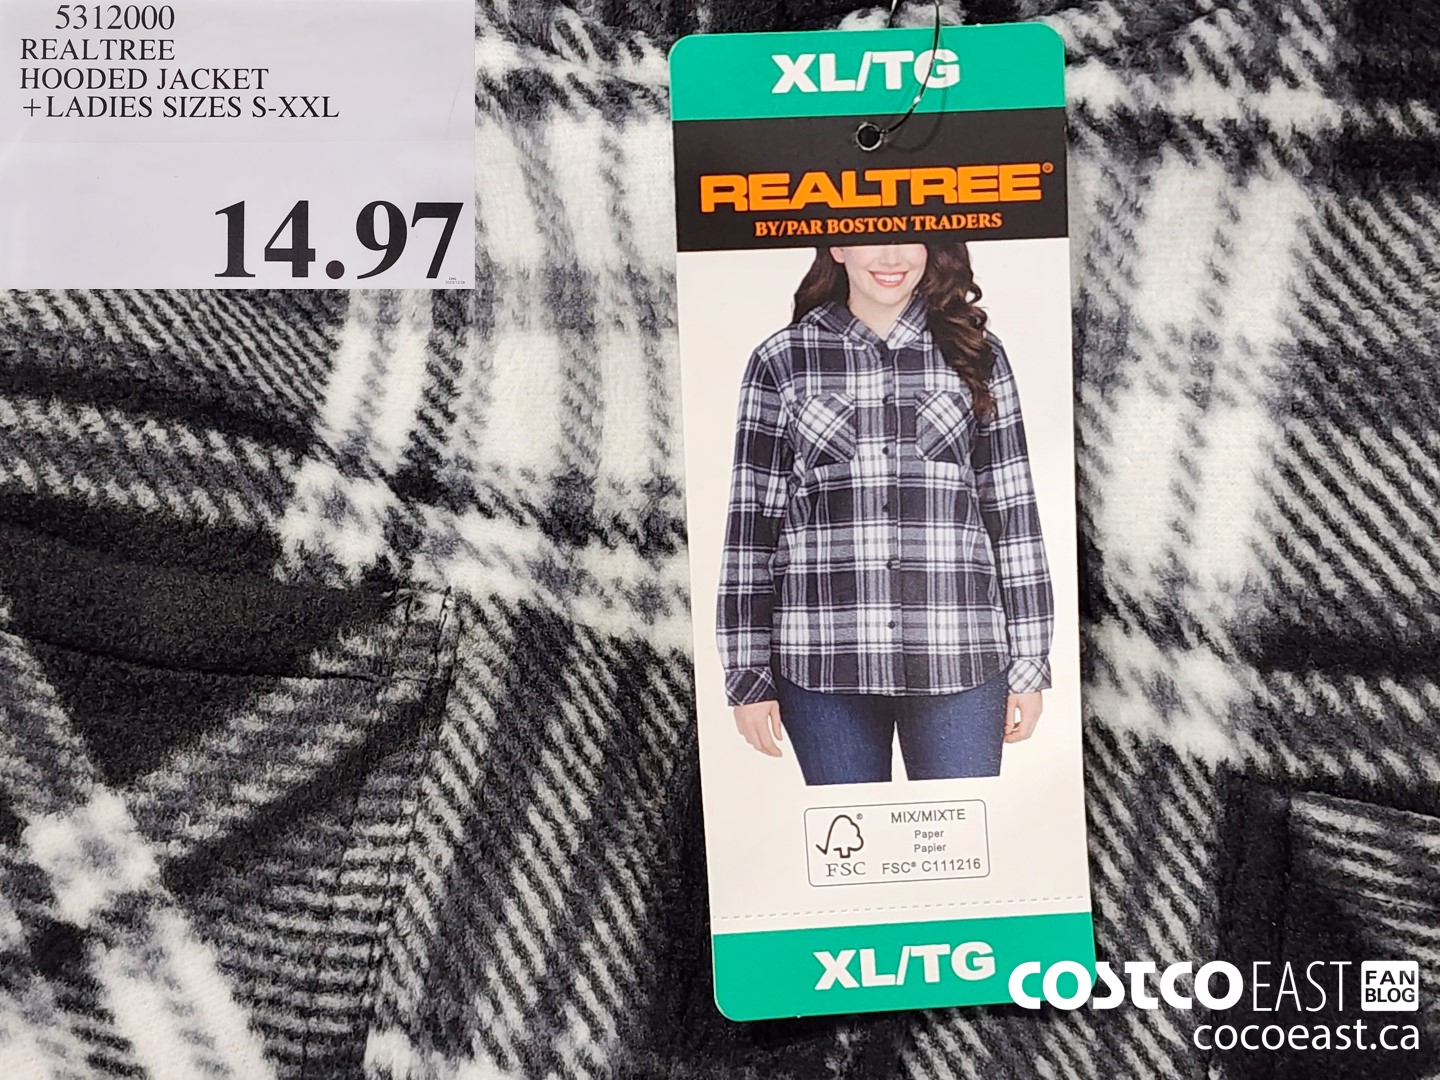 5312000
REALTREE
HOODED JACKET
+LADIES SIZES S-XXL
14.97
XL/TG
REALTREE®
BY/PAR BOSTON TRADERS
FSC®
MIX/MIXTE
Paper
Papier
FSC® C111216
XL/TG
COSTCO EAST FAN BLOG
cocoeast.ca